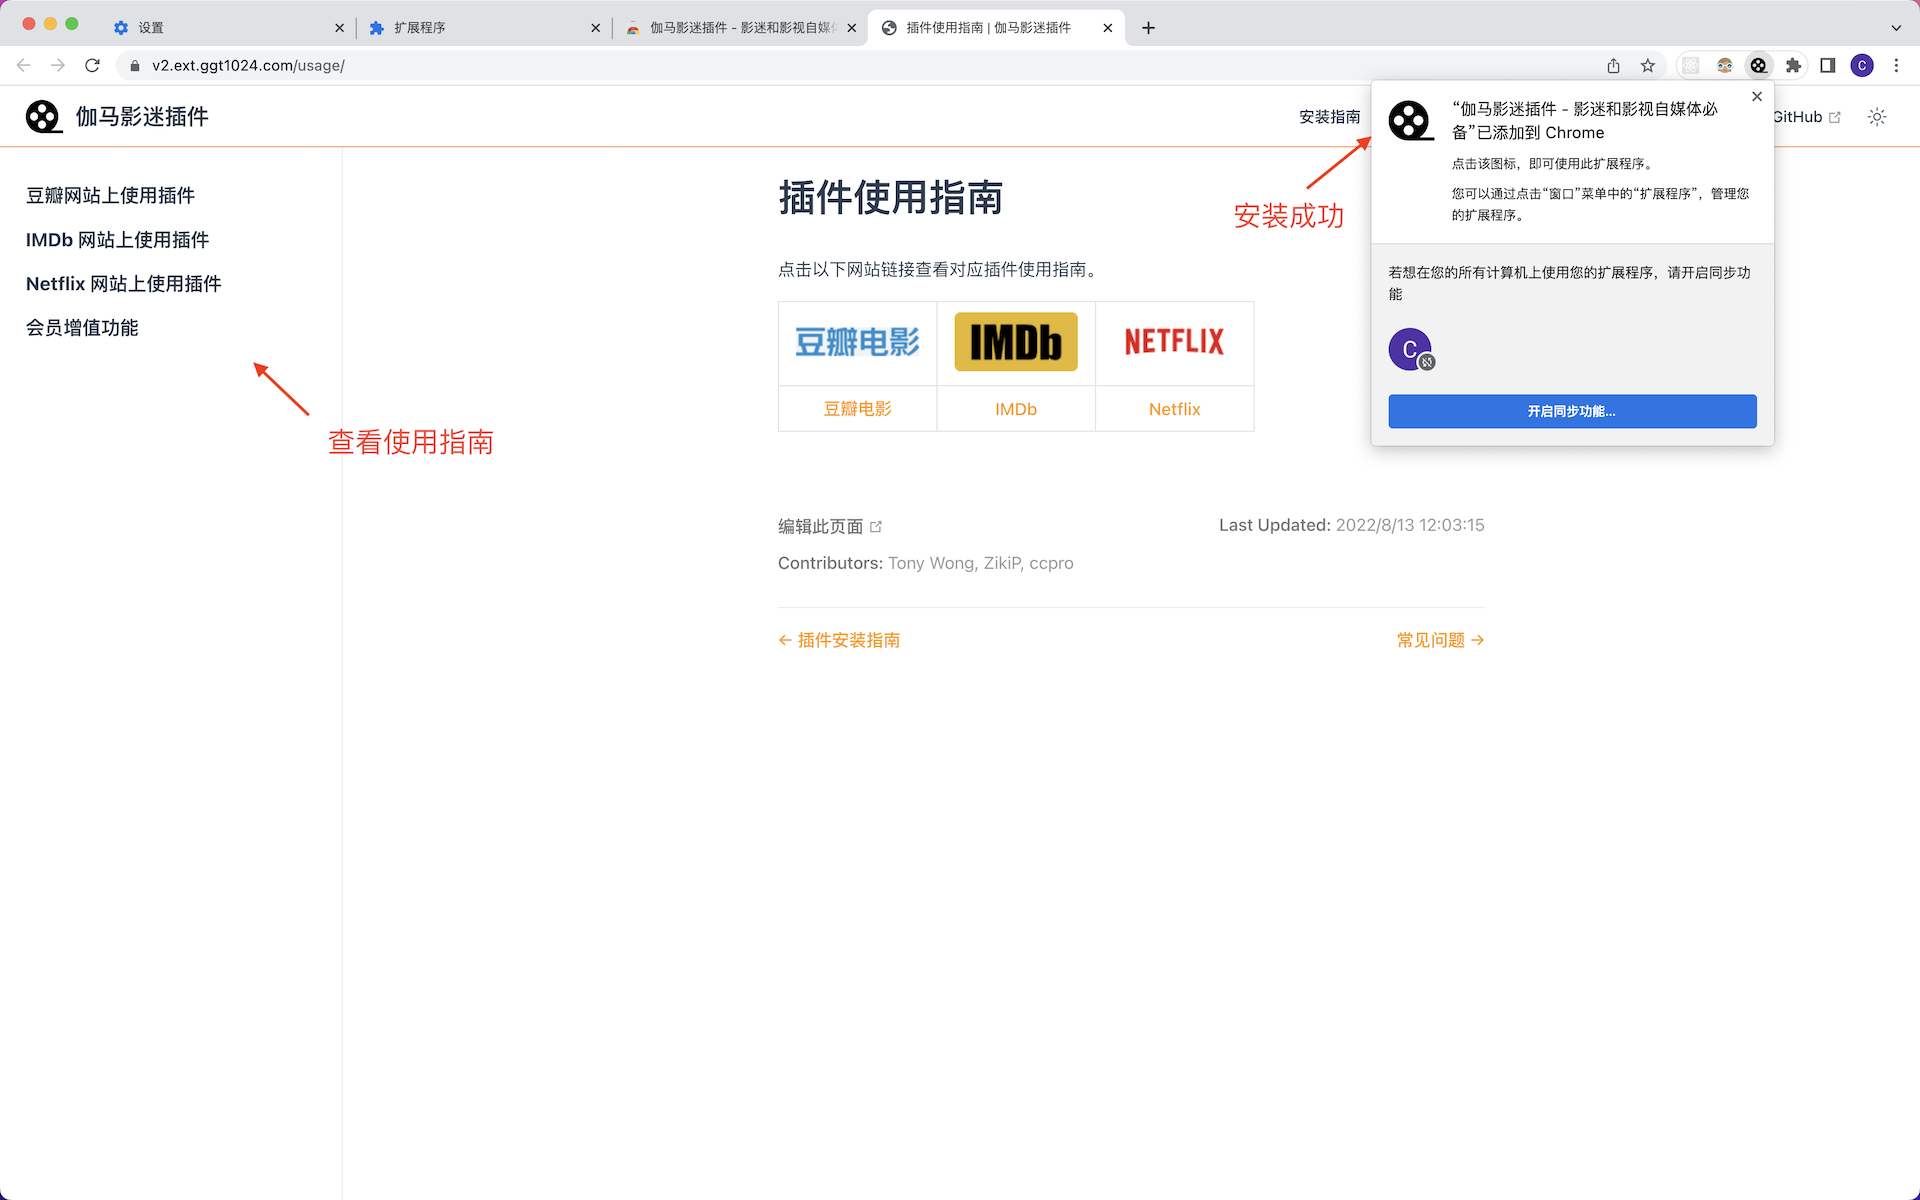 设置
扩展程序
伽马影迷插件 - 影迷和影视自媒体
插件使用指南 | 伽马影迷插件
v2.ext.ggt1024.com/usage/
C
伽马影迷插件
安装指南
GitHub
“伽马影迷插件 - 影迷和影视自媒体必
备”已添加到 Chrome
点击该图标，即可使用此扩展程序。
您可以通过点击“窗口”菜单中的“扩展程序”，管理您
的扩展程序。
若想在您的所有计算机上使用您的扩展程序，请开启同步功
能
C
开启同步功能...
安装成功
豆瓣网站上使用插件
IMDb 网站上使用插件
Netflix 网站上使用插件
会员增值功能
查看使用指南
插件使用指南
点击以下网站链接查看对应插件使用指南。
豆瓣电影 IMDb NETFLIX
豆瓣电影 IMDb Netflix
编辑此页面
Last Updated: 2022/8/13 12:03:15
Contributors: Tony Wong, ZikiP, ccpro
← 插件安装指南
常见问题 →